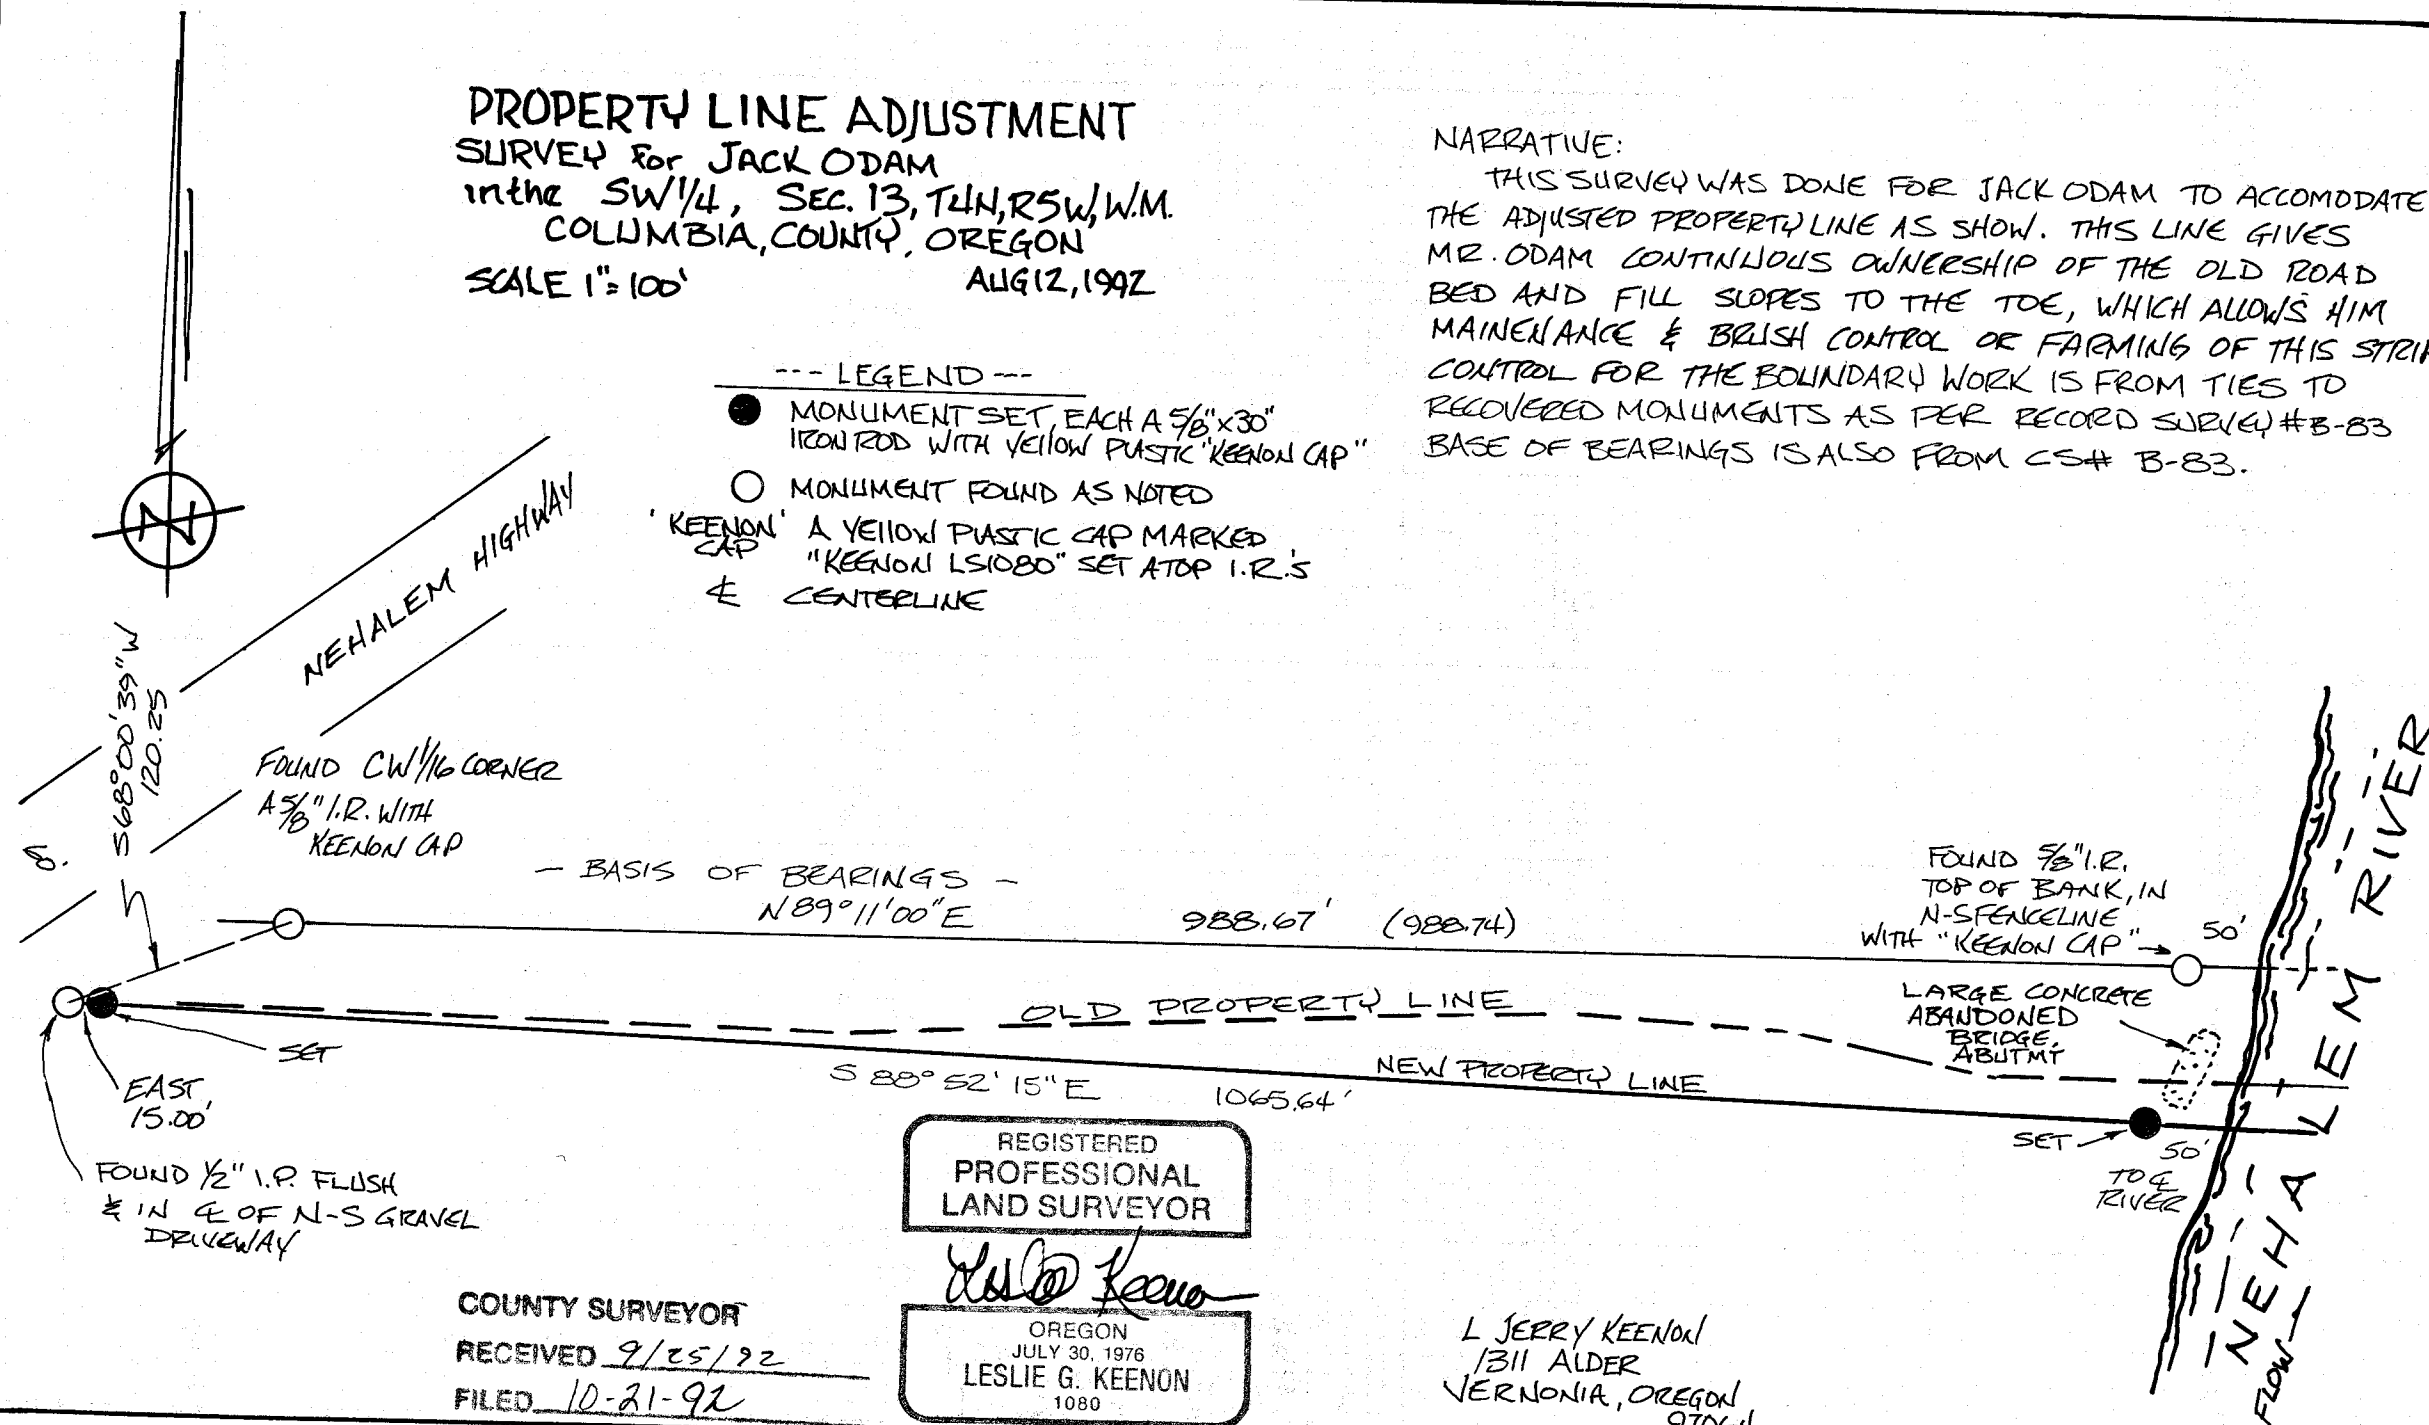 PROPERTY LINE ADJUSTMENT
SURVEY For JACK ODAM
in the SW 1/4, SEC. 13, T4N, R5W, W.M.
COLUMBIA, COUNTY, OREGON
SCALE 1"= 100' AUG 12, 1992
NARRATIVE:
THIS SURVEY WAS DONE FOR JACK ODAM TO ACCOMODATE
THE ADJUSTED PROPERTY LINE AS SHOW. THIS LINE GIVES
MR. ODAM CONTINUOUS OWNERSHIP OF THE OLD ROAD
BED AND FILL SLOPES TO THE TOE, WHICH ALLOWS HIM
MAINENANCE & BRUSH CONTROL OR FARMING OF THIS STRIP
CONTROL FOR THE BOUNDARY WORK IS FROM TIES TO
RECOVERED MONUMENTS AS PER RECORD SURVEY #B-83
BASE OF BEARINGS IS ALSO FROM CS# B-83.
--- LEGEND ---
MONUMENT SET, EACH A 5/8"x30"
IRON ROD WITH YEllOW PLASTIC "KEENON CAP"
MONUMENT FOUND AS NOTED
'KEENON' A YEllOW PLASTIC CAP MARKED
CAP "KEENON LS1080" SET ATOP I.R.'S
℄ CENTERLINE
N
NEHALEM HIGHWAY
S68°00'39"W
120.25
FOUND CW 1/16 CORNER
A 5/8" I.R. WITH
KEENON CAP
— BASIS OF BEARINGS —
N 89°11'00" E 988.67' (988.74)
FOUND 5/8" I.R.
TOP OF BANK, IN
N-S FENCELINE
WITH "KEENON CAP"
50'
LARGE CONCRETE
ABANDONED
BRIDGE
ABUTMT
OLD PROPERTY LINE
NEW PROPERTY LINE
S 88° 52' 15" E 1065.64'
SET
EAST
15.00'
FOUND 1/2" I.P. FLUSH
& IN ℄ OF N-S GRAVEL
DRIVEWAY
SET
50'
TO ℄
RIVER
NEHALEM RIVER
FLOW
REGISTERED
PROFESSIONAL
LAND SURVEYOR
Leslie Keenon
OREGON
JULY 30, 1976
LESLIE G. KEENON
1080
COUNTY SURVEYOR
RECEIVED 9/25/92
FILED 10-21-92
L JERRY KEENON
1311 ALDER
VERNONIA, OREGON